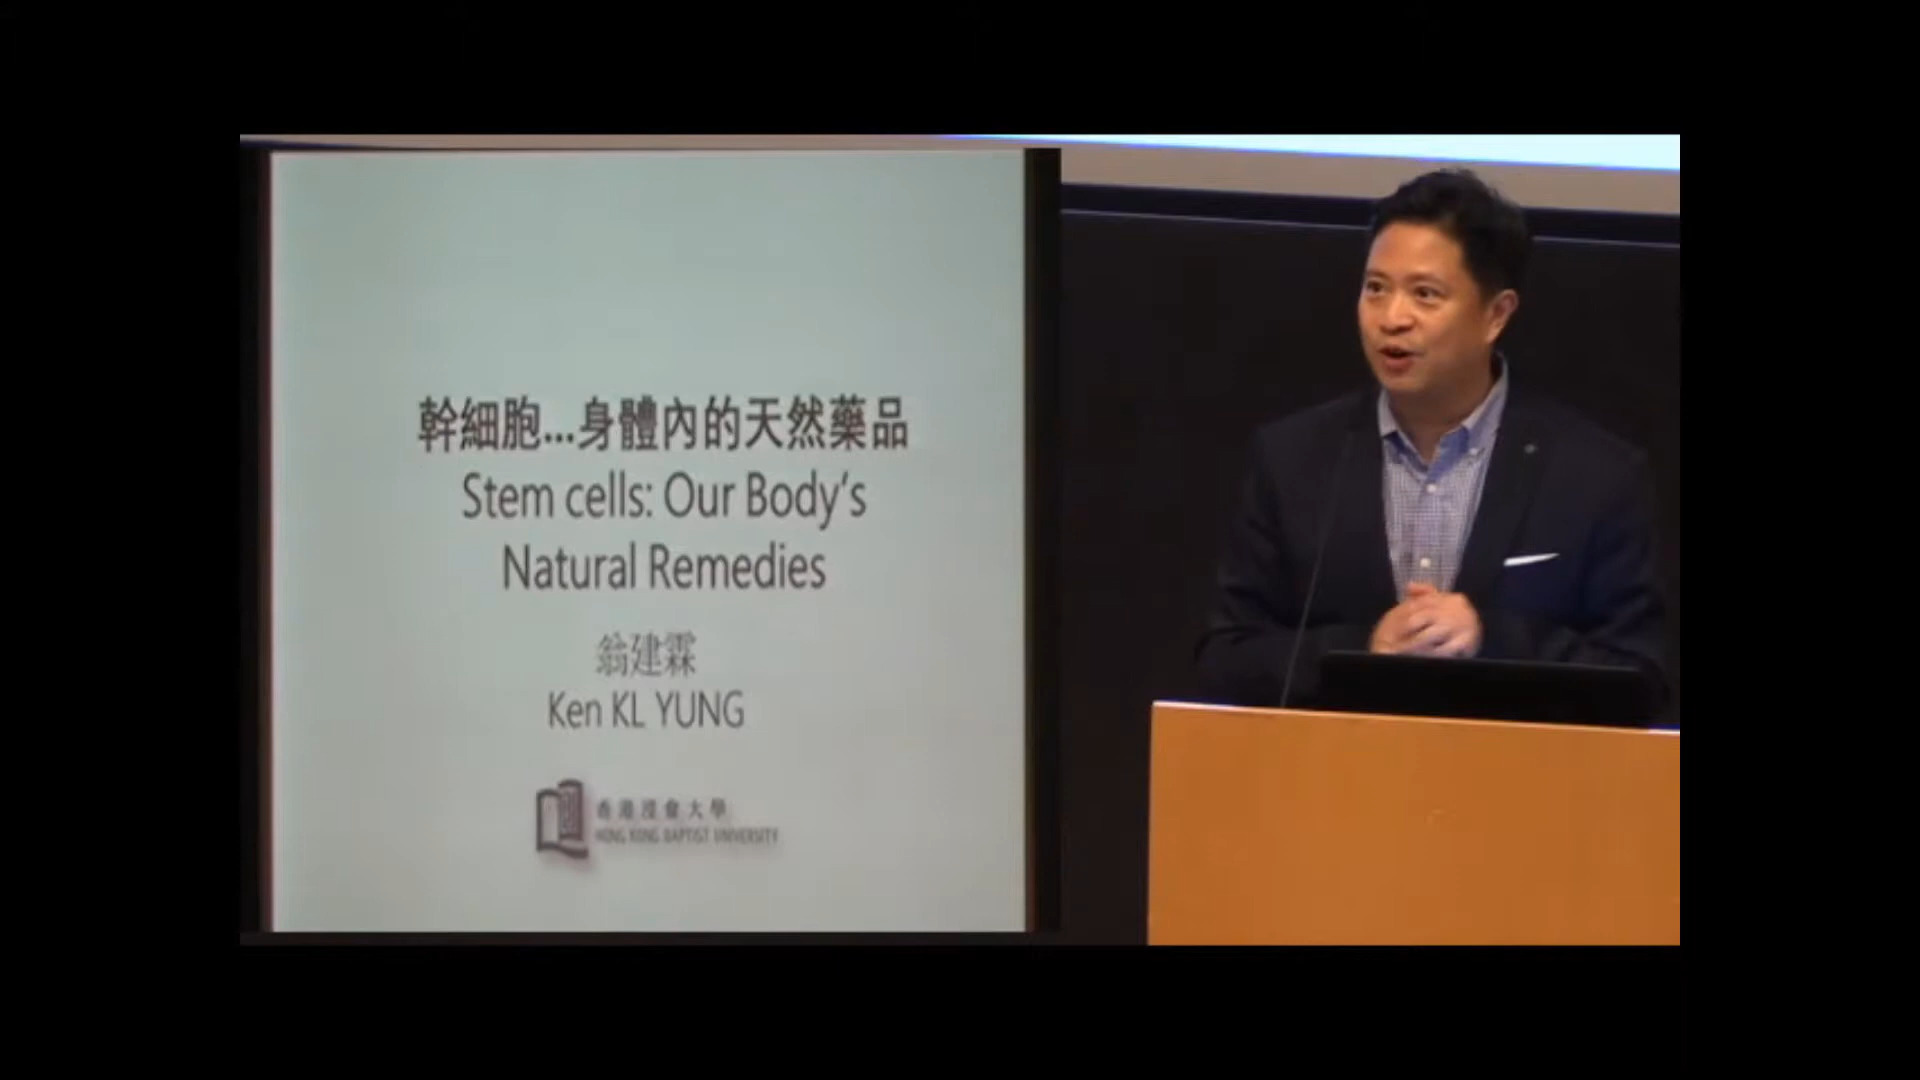 幹細胞...身體內的天然藥品
Stem cells: Our Body's
Natural Remedies
翁建霖
Ken KL YUNG
香港浸會大學
HONG KONG BAPTIST UNIVERSITY